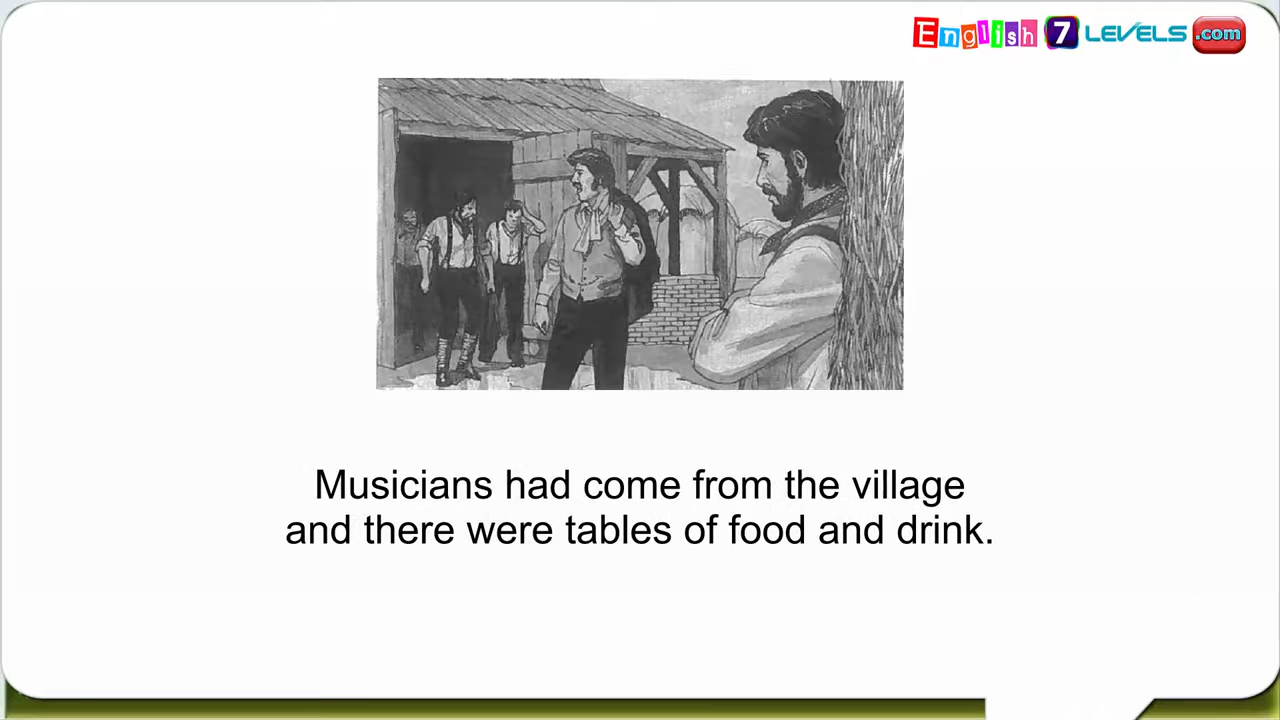 English 7 LEVELS .com
Musicians had come from the village
and there were tables of food and drink.